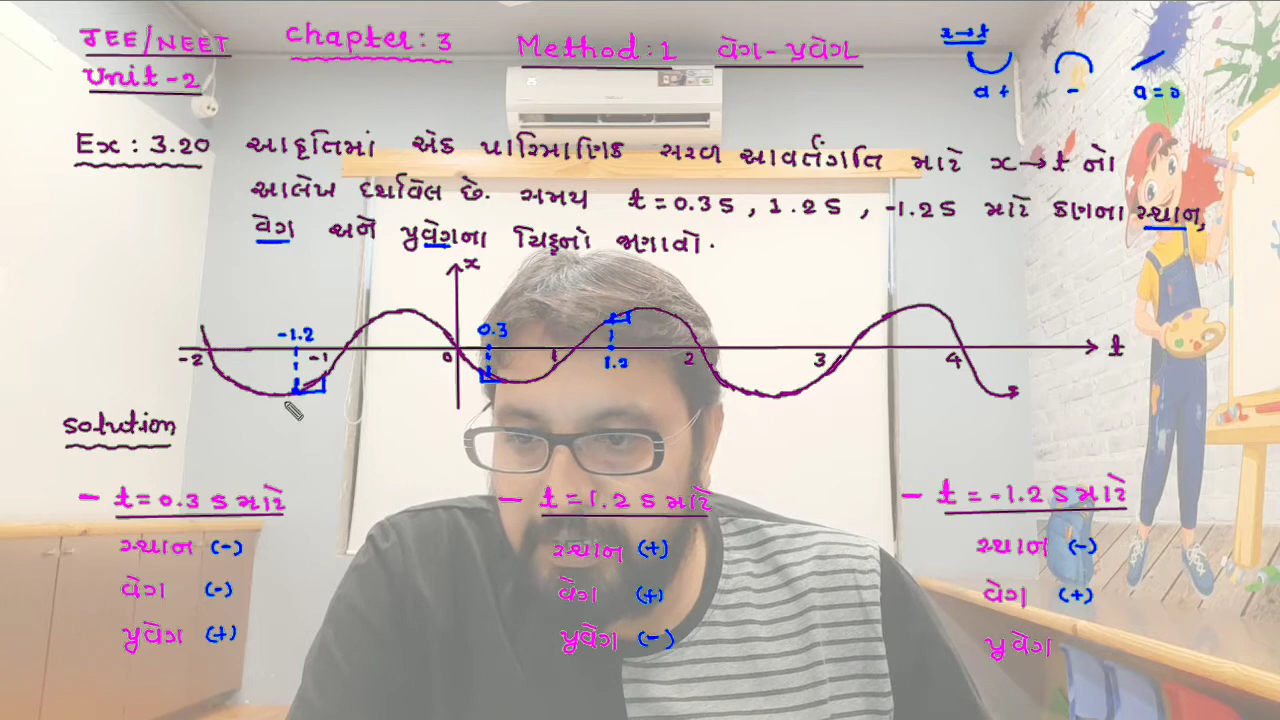 JEE/NEET
Unit-2
Chapter: 3
Method: 1 વેગ - પ્રવેગ
x→t
a + - a = 0
Ex: 3.20 આકૃતિમાં એક પારિમાણિક સરળ આવર્તગતિ માટે x→t નો
આલેખ દર્શાવેલ છે. સમય t = 0.3 S, 1.2 S, -1.2 S માટે કણના સ્થાન,
વેગ અને પ્રવેગના ચિહ્નો જણાવો.
x
-1.2 0.3
-2 -1 0 1 1.2 2 3 4 t
Solution
- t = 0.3 S માટે
સ્થાન (-)
વેગ (-)
પ્રવેગ (+)
- t = 1.2 S માટે
સ્થાન (+)
વેગ (+)
પ્રવેગ (-)
- t = -1.2 S માટે
સ્થાન (-)
વેગ (+)
પ્રવેગ